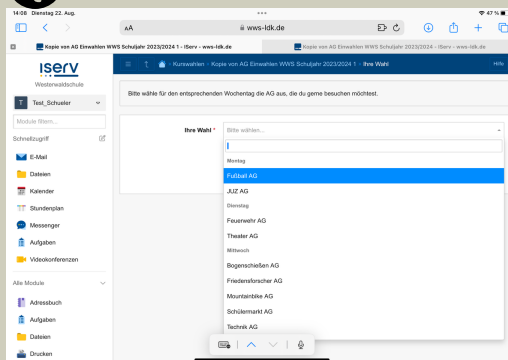 14:08 Dienstag 22. Aug.
47 %
AA
wws-ldk.de
Kopie von AG Einwahlen WWS Schuljahr 2023/2024 1 - IServ - wws-ldk.de
Kopie von AG Einwahlen WWS Schuljahr 2023/2024 - IServ - wws-ldk.de
ISerV
Westerwaldschule
Kurswahlen
Kopie von AG Einwahlen WWS Schuljahr 2023/2024 1
Ihre Wahl
Hilfe
T Test_Schueler
Bitte wähle für den entsprechenden Wochentag die AG aus, die du gerne besuchen möchtest.
Module filtern...
Schnellzugriff
E-Mail
Dateien
Kalender
Stundenplan
Messenger
Aufgaben
Videokonferenzen
Alle Module
Adressbuch
Aufgaben
Dateien
Drucken
Ihre Wahl *
Bitte wählen...
Montag
Fußball AG
JUZ AG
Dienstag
Feuerwehr AG
Theater AG
Mittwoch
Bogenschießen AG
Friedensforscher AG
Mountainbike AG
Schülermarkt AG
Technik AG